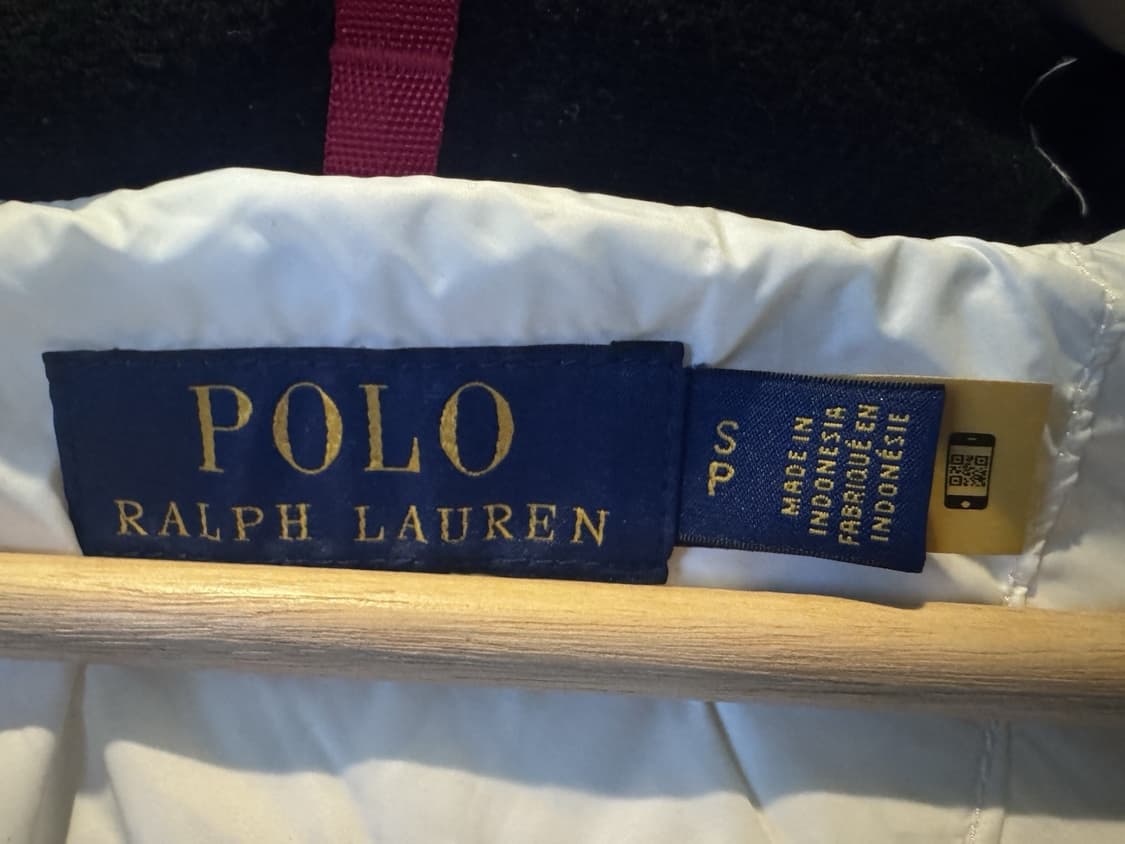 POLO
RALPH LAUREN
S
P
MADE IN
INDONESIA
FABRIQUÉ EN
INDONÉSIE